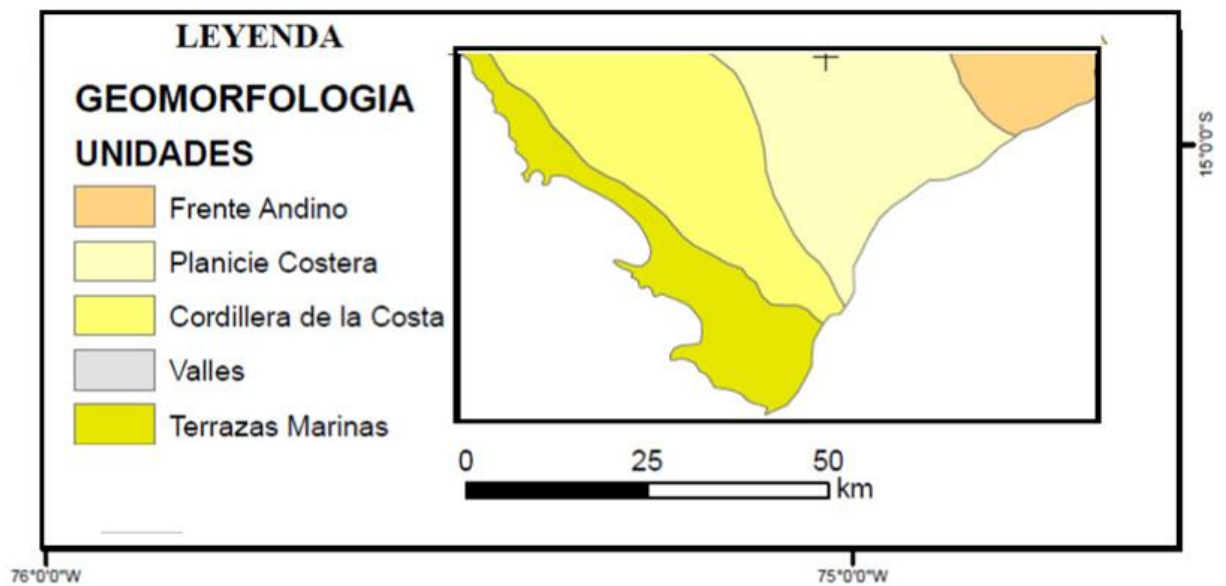 LEYENDA
GEOMORFOLOGIA
UNIDADES
Frente Andino
Planicie Costera
Cordillera de la Costa
Valles
Terrazas Marinas
0 25 50
km
15°0'0"S
76°0'0"W
75°0'0"W